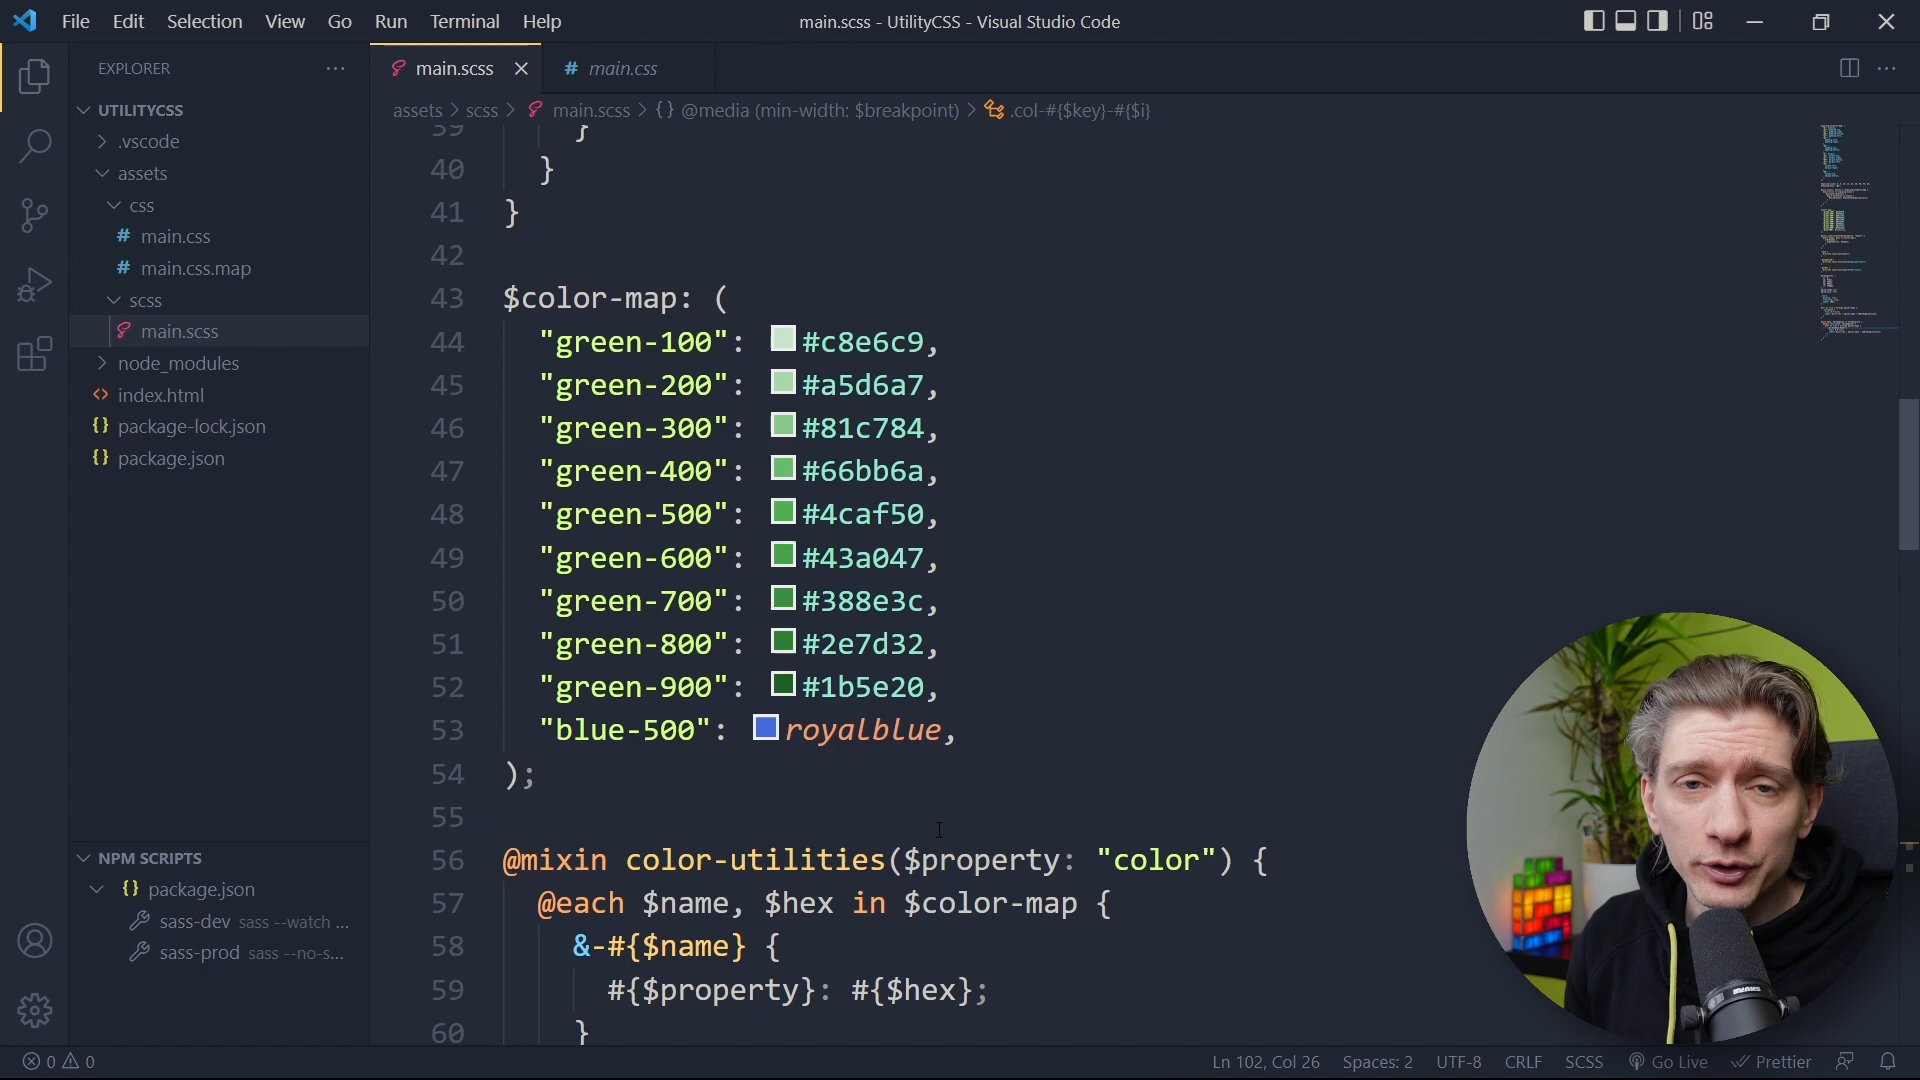 File Edit Selection View Go Run Terminal Help
main.scss - UtilityCSS - Visual Studio Code
EXPLORER
UTILITYCSS
.vscode
assets
css
main.css
main.css.map
scss
main.scss
node_modules
index.html
package-lock.json
package.json
NPM SCRIPTS
package.json
sass-dev sass --watch ...
sass-prod sass --no-s...
main.scss
main.css
assets > scss > main.scss > {} @media (min-width: $breakpoint) > .col-#{$key}-#{$i}
39 }
40 }
41 }
42
43 $color-map: (
44 "green-100": #c8e6c9,
45 "green-200": #a5d6a7,
46 "green-300": #81c784,
47 "green-400": #66bb6a,
48 "green-500": #4caf50,
49 "green-600": #43a047,
50 "green-700": #388e3c,
51 "green-800": #2e7d32,
52 "green-900": #1b5e20,
53 "blue-500": royalblue,
54 );
55
56 @mixin color-utilities($property: "color") {
57 @each $name, $hex in $color-map {
58 &-#{$name} {
59 #{$property}: #{$hex};
60 }
0 0
Ln 102, Col 26 Spaces: 2 UTF-8 CRLF SCSS Go Live Prettier
SHURE